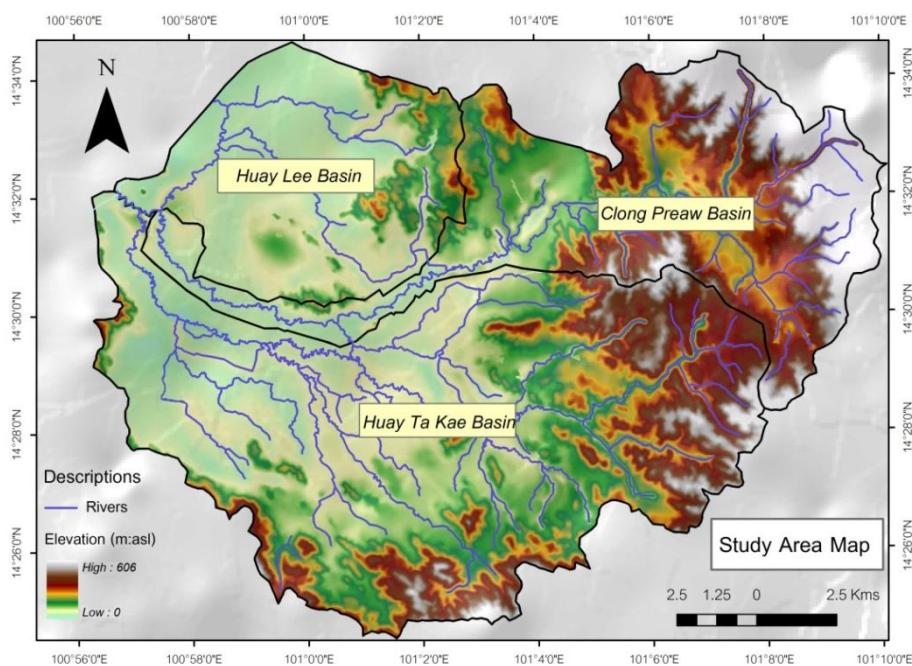 100°56'0"E 100°58'0"E 101°0'0"E 101°2'0"E 101°4'0"E 101°6'0"E 101°8'0"E 101°10'0"E
14°34'0"N 14°34'0"N
N
Huay Lee Basin
14°32'0"N 14°32'0"N
Clong Preaw Basin
14°30'0"N 14°30'0"N
Huay Ta Kae Basin
14°28'0"N 14°28'0"N
Descriptions
Rivers
Elevation (m:asl)
High : 606
Low : 0
14°26'0"N 14°26'0"N
Study Area Map
2.5 1.25 0 2.5 Kms
100°56'0"E 100°58'0"E 101°0'0"E 101°2'0"E 101°4'0"E 101°6'0"E 101°8'0"E 101°10'0"E